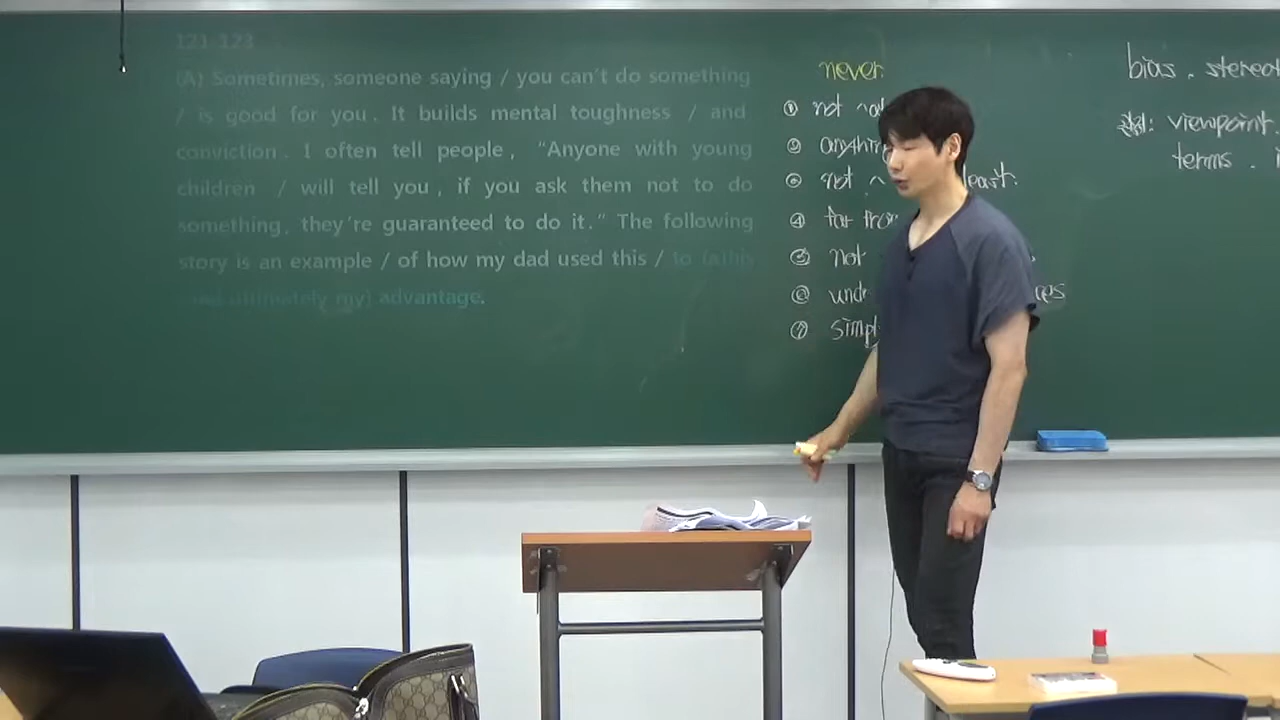 121-123
(A) Sometimes, someone saying / you can't do something
/ is good for you. It builds mental toughness / and
conviction. I often tell people, "Anyone with young
children / will tell you, if you ask them not to do
something, they're guaranteed to do it." The following
story is an example / of how my dad used this / to (a)his
(and ultimately my) advantage.
never
① not
②
③ not least.
④ far from
⑤ not
⑥
⑦
bias. stereot
viewpoint.
terms.